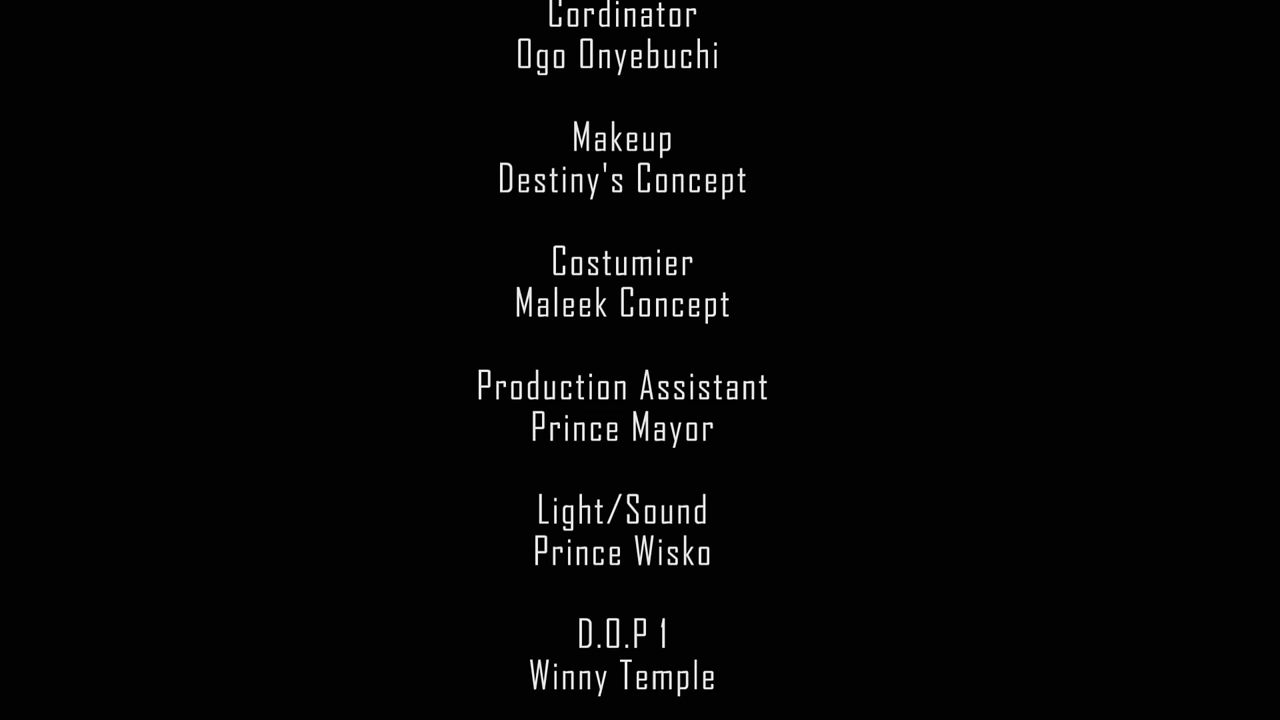 Cordinator
Ogo Onyebuchi
Makeup
Destiny's Concept
Costumier
Maleek Concept
Production Assistant
Prince Mayor
Light/Sound
Prince Wisko
D.O.P 1
Winny Temple